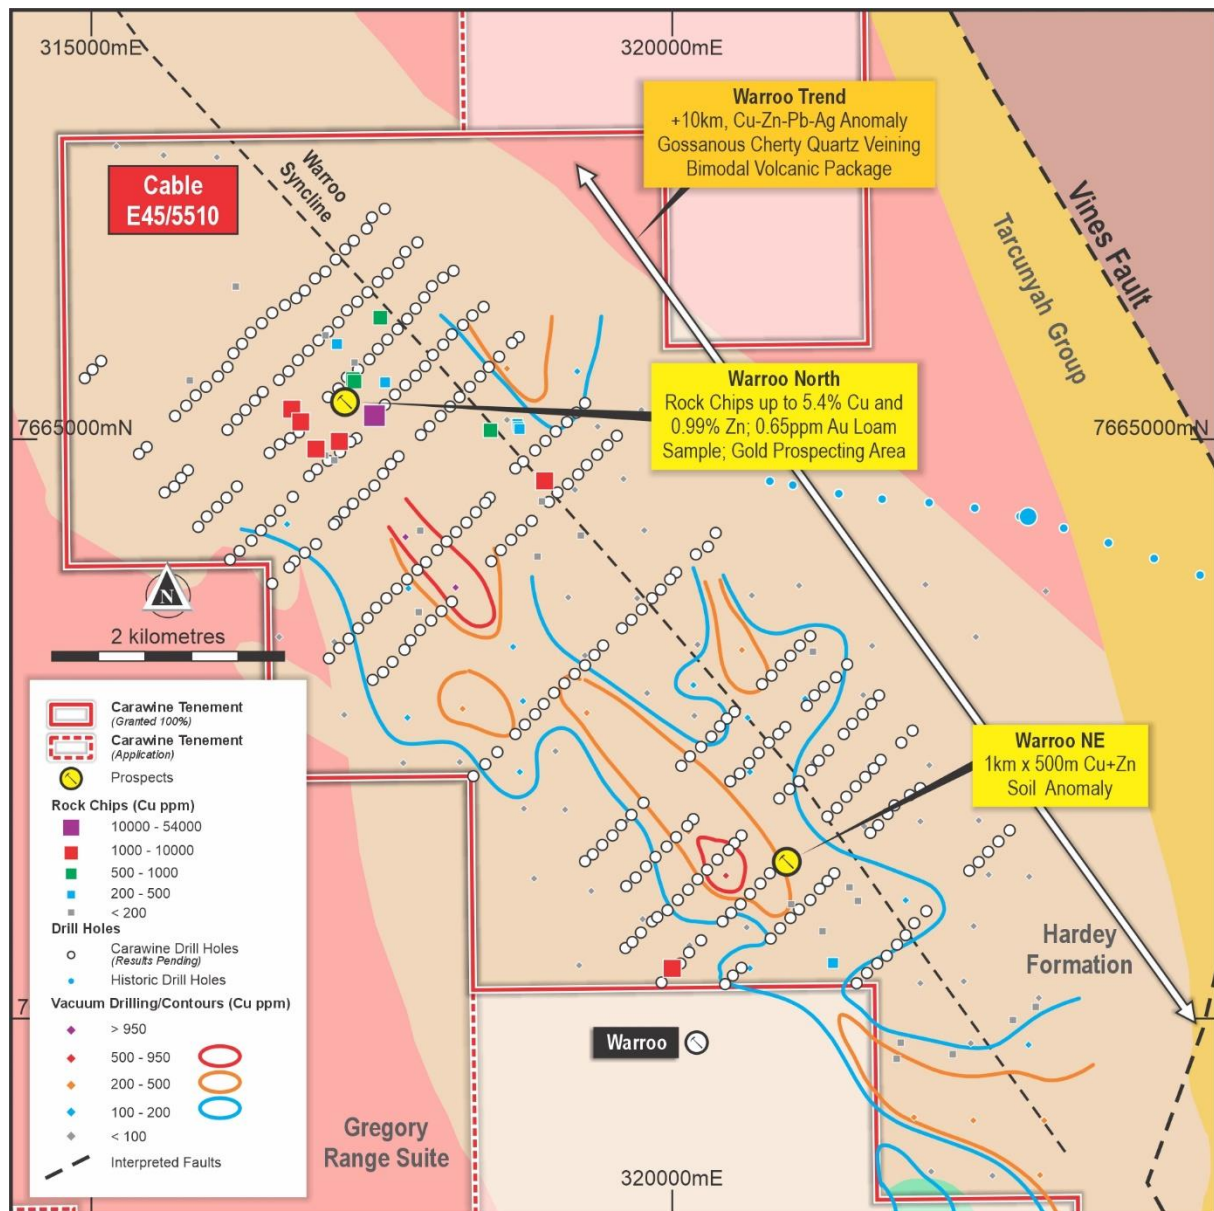 315000mE
320000mE
Warroo Trend
+10km, Cu-Zn-Pb-Ag Anomaly
Gossanous Cherty Quartz Veining
Bimodal Volcanic Package
Warroo
Syncline
Cable
E45/5510
Vines Fault
Tarcunyah Group
Warroo North
Rock Chips up to 5.4% Cu and
0.99% Zn; 0.65ppm Au Loam
Sample; Gold Prospecting Area
7665000mN
7665000mN
N
2 kilometres
Warroo NE
1km x 500m Cu+Zn
Soil Anomaly
Carawine Tenement
(Granted 100%)
Carawine Tenement
(Application)
Prospects
Rock Chips (Cu ppm)
10000 - 54000
1000 - 10000
500 - 1000
200 - 500
< 200
Drill Holes
Carawine Drill Holes
(Results Pending)
Historic Drill Holes
Vacuum Drilling/Contours (Cu ppm)
> 950
500 - 950
200 - 500
100 - 200
< 100
Interpreted Faults
Hardey
Formation
Warroo
Gregory
Range Suite
320000mE